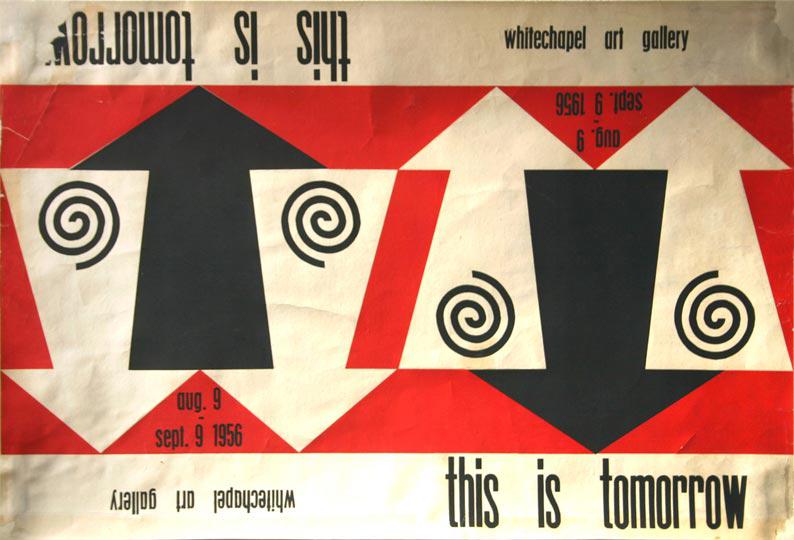 this is tomorrow
whitechapel art gallery
aug. 9
-
sept. 9 1956
aug. 9
-
sept. 9 1956
whitechapel art gallery
this is tomorrow